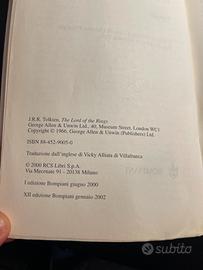 J.R.R. Tolkien, The Lord of the Rings
George Allen & Unwin Ltd., 40, Museum Street, London WC1
Copyright © 1966, George Allen & Unwin (Publishers) Ltd.
ISBN 88-452-9005-0
Traduzione dall'inglese di Vicky Alliata di Villafranca
© 2000 RCS Libri S.p.A.
Via Mecenate 91 - 20138 Milano
I edizione Bompiani giugno 2000
XII edizione Bompiani gennaio 2002
subito